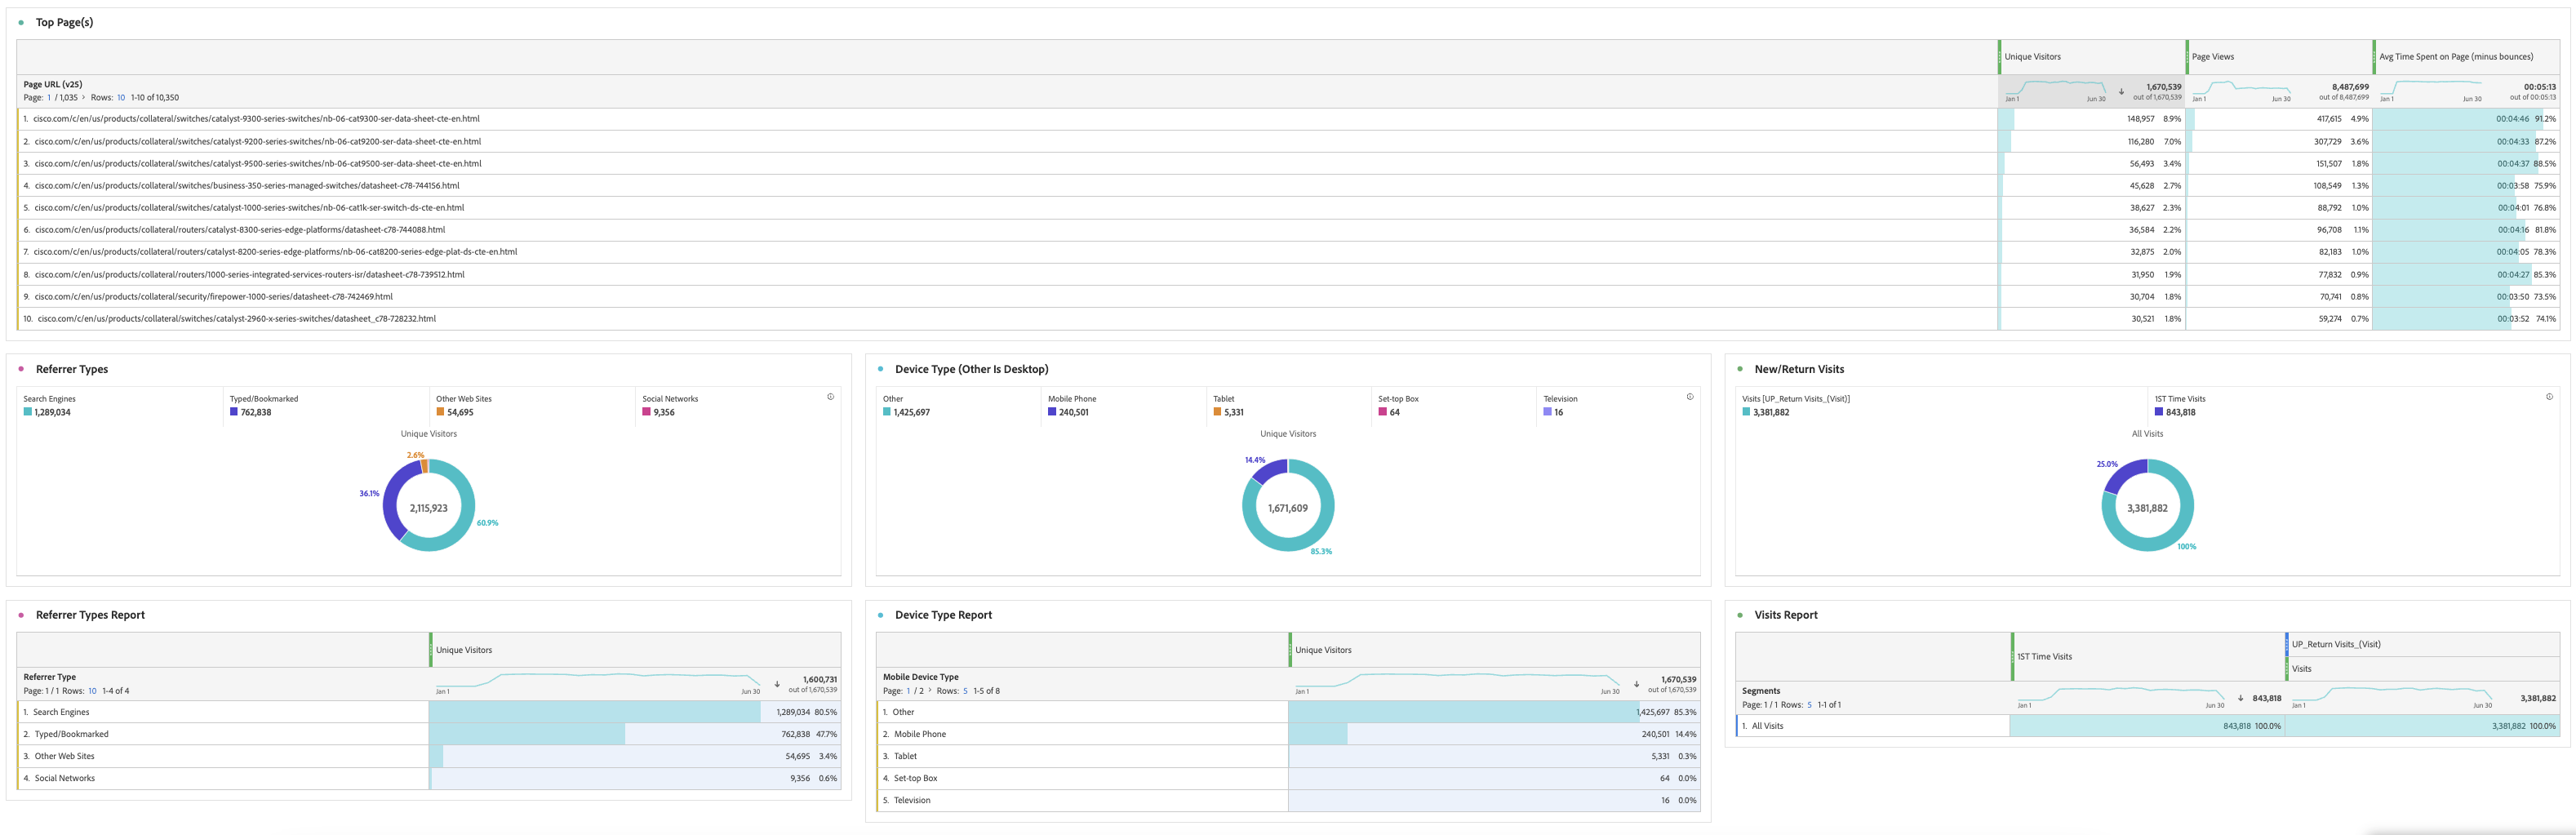 Top Page(s)
Unique Visitors
Page Views
Avg Time Spent on Page (minus bounces)
Page URL (v25)
Page: 1 / 1,035 > Rows: 10 1-10 of 10,350
Jan 1 Jun 30 ↓ 1,670,539 out of 1,670,539
Jan 1 Jun 30 8,487,699 out of 8,487,699
Jan 1 Jun 30 00:05:13 out of 00:05:13
1. cisco.com/c/en/us/products/collateral/switches/catalyst-9300-series-switches/nb-06-cat9300-ser-data-sheet-cte-en.html 148,957 8.9% 417,615 4.9% 00:04:46 91.2%
2. cisco.com/c/en/us/products/collateral/switches/catalyst-9200-series-switches/nb-06-cat9200-ser-data-sheet-cte-en.html 116,280 7.0% 307,729 3.6% 00:04:33 87.2%
3. cisco.com/c/en/us/products/collateral/switches/catalyst-9500-series-switches/nb-06-cat9500-ser-data-sheet-cte-en.html 56,493 3.4% 151,507 1.8% 00:04:37 88.5%
4. cisco.com/c/en/us/products/collateral/switches/business-350-series-managed-switches/datasheet-c78-744156.html 45,628 2.7% 108,549 1.3% 00:03:58 75.9%
5. cisco.com/c/en/us/products/collateral/switches/catalyst-1000-series-switches/nb-06-cat1k-ser-switch-ds-cte-en.html 38,627 2.3% 88,792 1.0% 00:04:01 76.8%
6. cisco.com/c/en/us/products/collateral/routers/catalyst-8300-series-edge-platforms/datasheet-c78-744088.html 36,584 2.2% 96,708 1.1% 00:04:16 81.8%
7. cisco.com/c/en/us/products/collateral/routers/catalyst-8200-series-edge-platforms/nb-06-cat8200-series-edge-plat-ds-cte-en.html 32,875 2.0% 82,183 1.0% 00:04:05 78.3%
8. cisco.com/c/en/us/products/collateral/routers/1000-series-integrated-services-routers-isr/datasheet-c78-739512.html 31,950 1.9% 77,832 0.9% 00:04:27 85.3%
9. cisco.com/c/en/us/products/collateral/security/firepower-1000-series/datasheet-c78-742469.html 30,704 1.8% 70,741 0.8% 00:03:50 73.5%
10. cisco.com/c/en/us/products/collateral/switches/catalyst-2960-x-series-switches/datasheet_c78-728232.html 30,521 1.8% 59,274 0.7% 00:03:52 74.1%
Referrer Types
Search Engines
1,289,034
Typed/Bookmarked
762,838
Other Web Sites
54,695
Social Networks
9,356
Unique Visitors
2.6%
36.1%
2,115,923
60.9%
Device Type (Other Is Desktop)
Other
1,425,697
Mobile Phone
240,501
Tablet
5,331
Set-top Box
64
Television
16
Unique Visitors
14.4%
1,671,609
85.3%
New/Return Visits
Visits [UP_Return Visits_(Visit)]
3,381,882
1ST Time Visits
843,818
All Visits
25.0%
3,381,882
100%
Referrer Types Report
Unique Visitors
Referrer Type
Page: 1 / 1 Rows: 10 1-4 of 4
Jan 1 Jun 30 ↓ 1,600,731 out of 1,670,539
1. Search Engines 1,289,034 80.5%
2. Typed/Bookmarked 762,838 47.7%
3. Other Web Sites 54,695 3.4%
4. Social Networks 9,356 0.6%
Device Type Report
Unique Visitors
Mobile Device Type
Page: 1 / 2 > Rows: 5 1-5 of 8
Jan 1 Jun 30 ↓ 1,670,539 out of 1,670,539
1. Other 1,425,697 85.3%
2. Mobile Phone 240,501 14.4%
3. Tablet 5,331 0.3%
4. Set-top Box 64 0.0%
5. Television 16 0.0%
Visits Report
1ST Time Visits
UP_Return Visits_(Visit)
Visits
Segments
Page: 1 / 1 Rows: 5 1-1 of 1
Jan 1 Jun 30 ↓ 843,818
Jan 1 Jun 30 3,381,882
1. All Visits 843,818 100.0% 3,381,882 100.0%